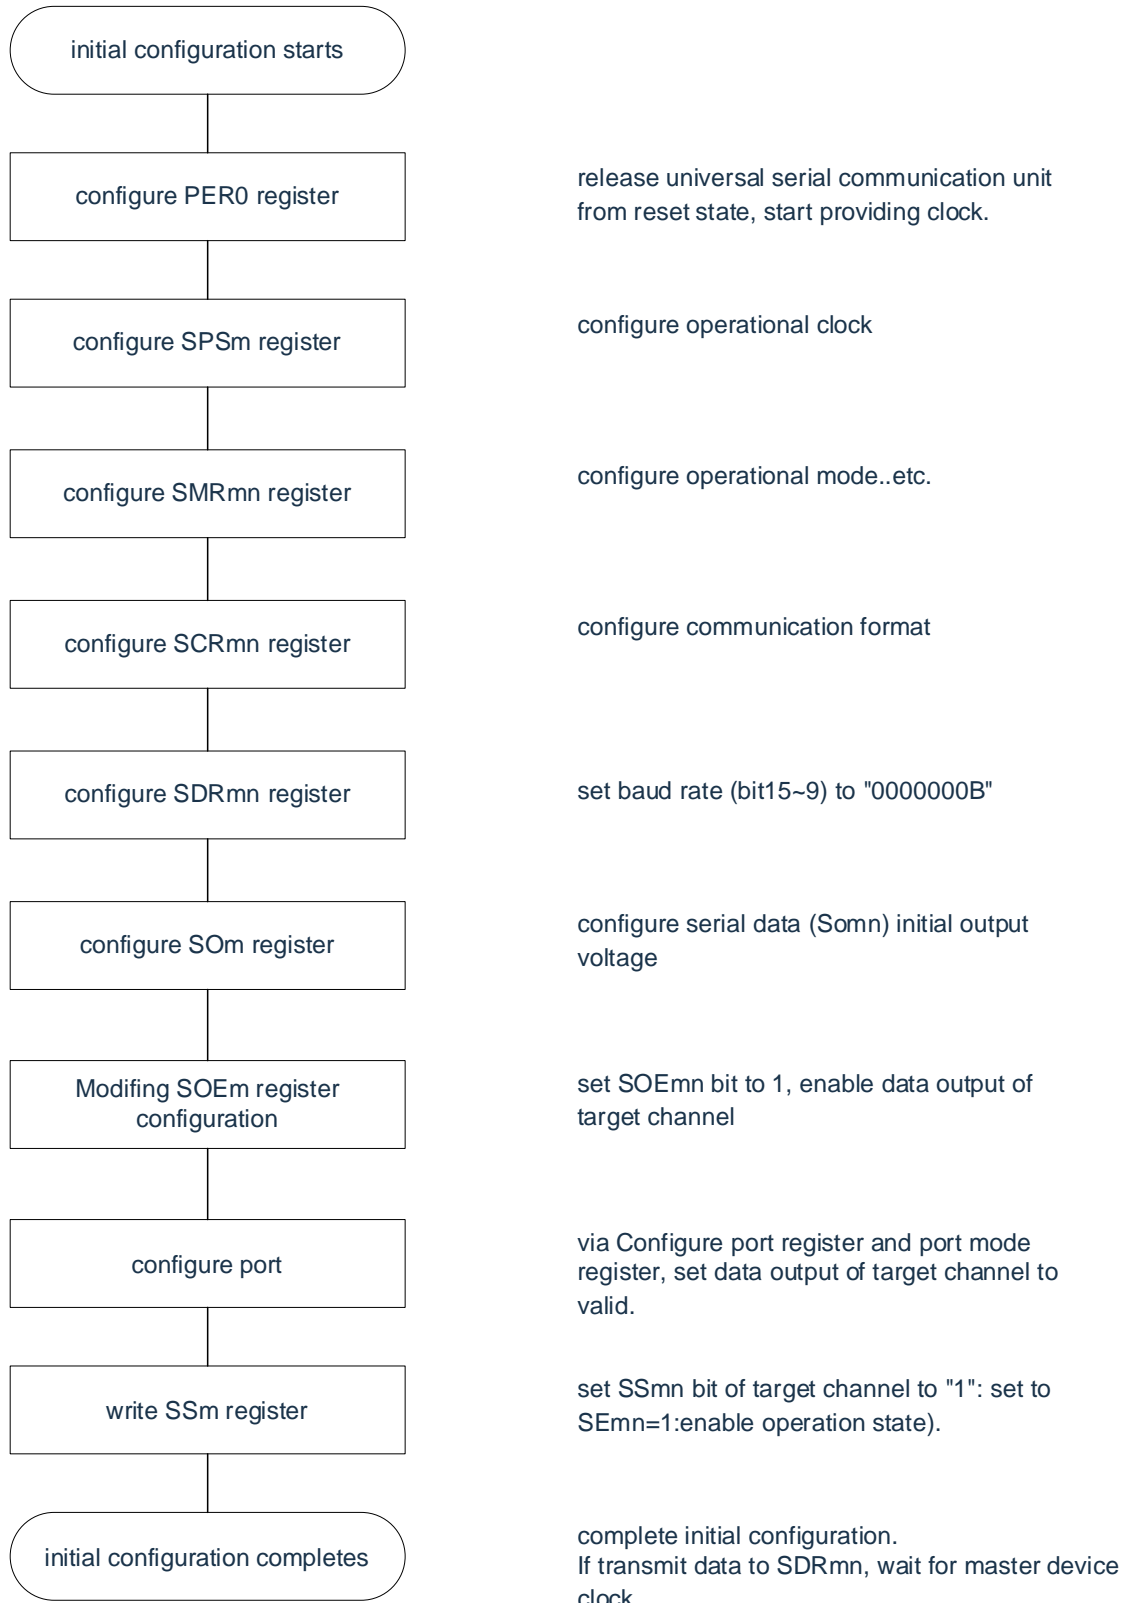 initial configuration starts
configure PER0 register
release universal serial communication unit
from reset state, start providing clock.
configure SPSm register
configure operational clock
configure SMRmn register
configure operational mode..etc.
configure SCRmn register
configure communication format
configure SDRmn register
set baud rate (bit15~9) to "0000000B"
configure SOm register
configure serial data (Somn) initial output
voltage
Modifing SOEm register
configuration
set SOEmn bit to 1, enable data output of
target channel
configure port
via Configure port register and port mode
register, set data output of target channel to
valid.
write SSm register
set SSmn bit of target channel to "1": set to
SEmn=1:enable operation state).
initial configuration completes
complete initial configuration.
If transmit data to SDRmn, wait for master device
clock